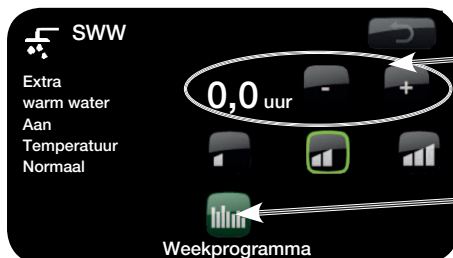 SWW
Extra
warm water
Aan
Temperatuur
Normaal
0,0 uur
- +
Weekprogramma